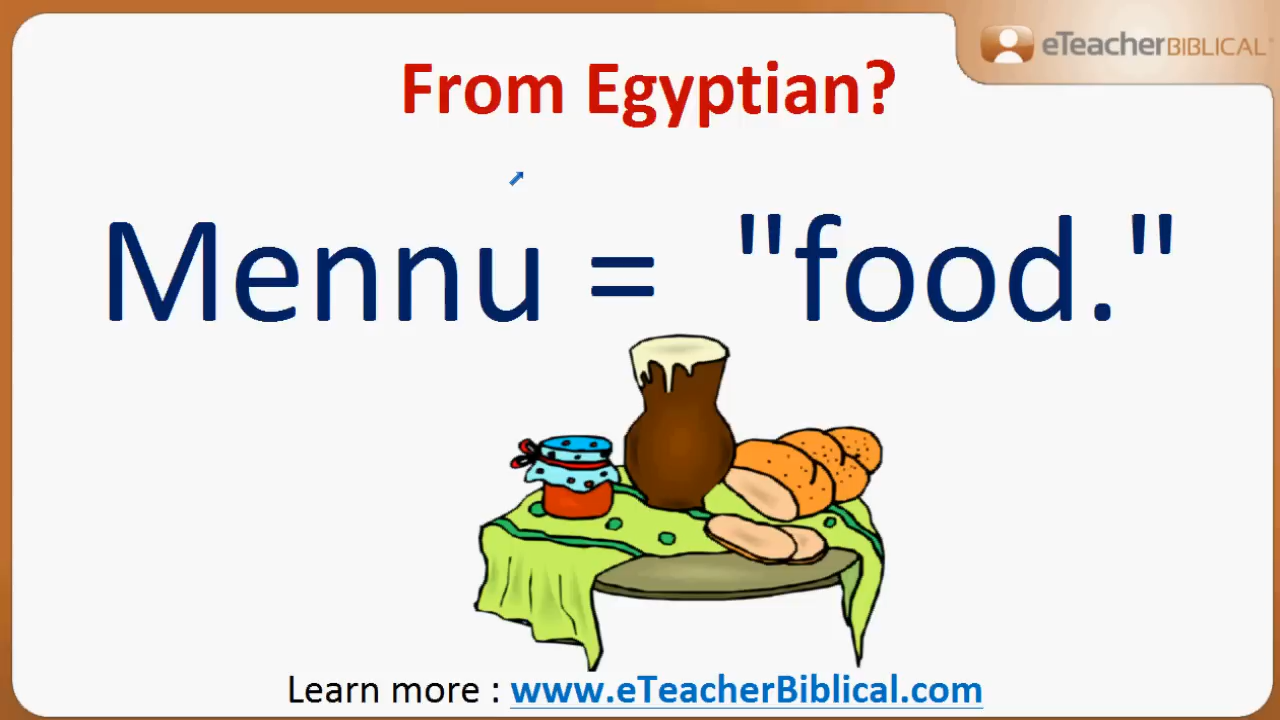 eTeacherBIBLICAL
From Egyptian?
Mennu = "food."
Learn more : www.eTeacherBiblical.com